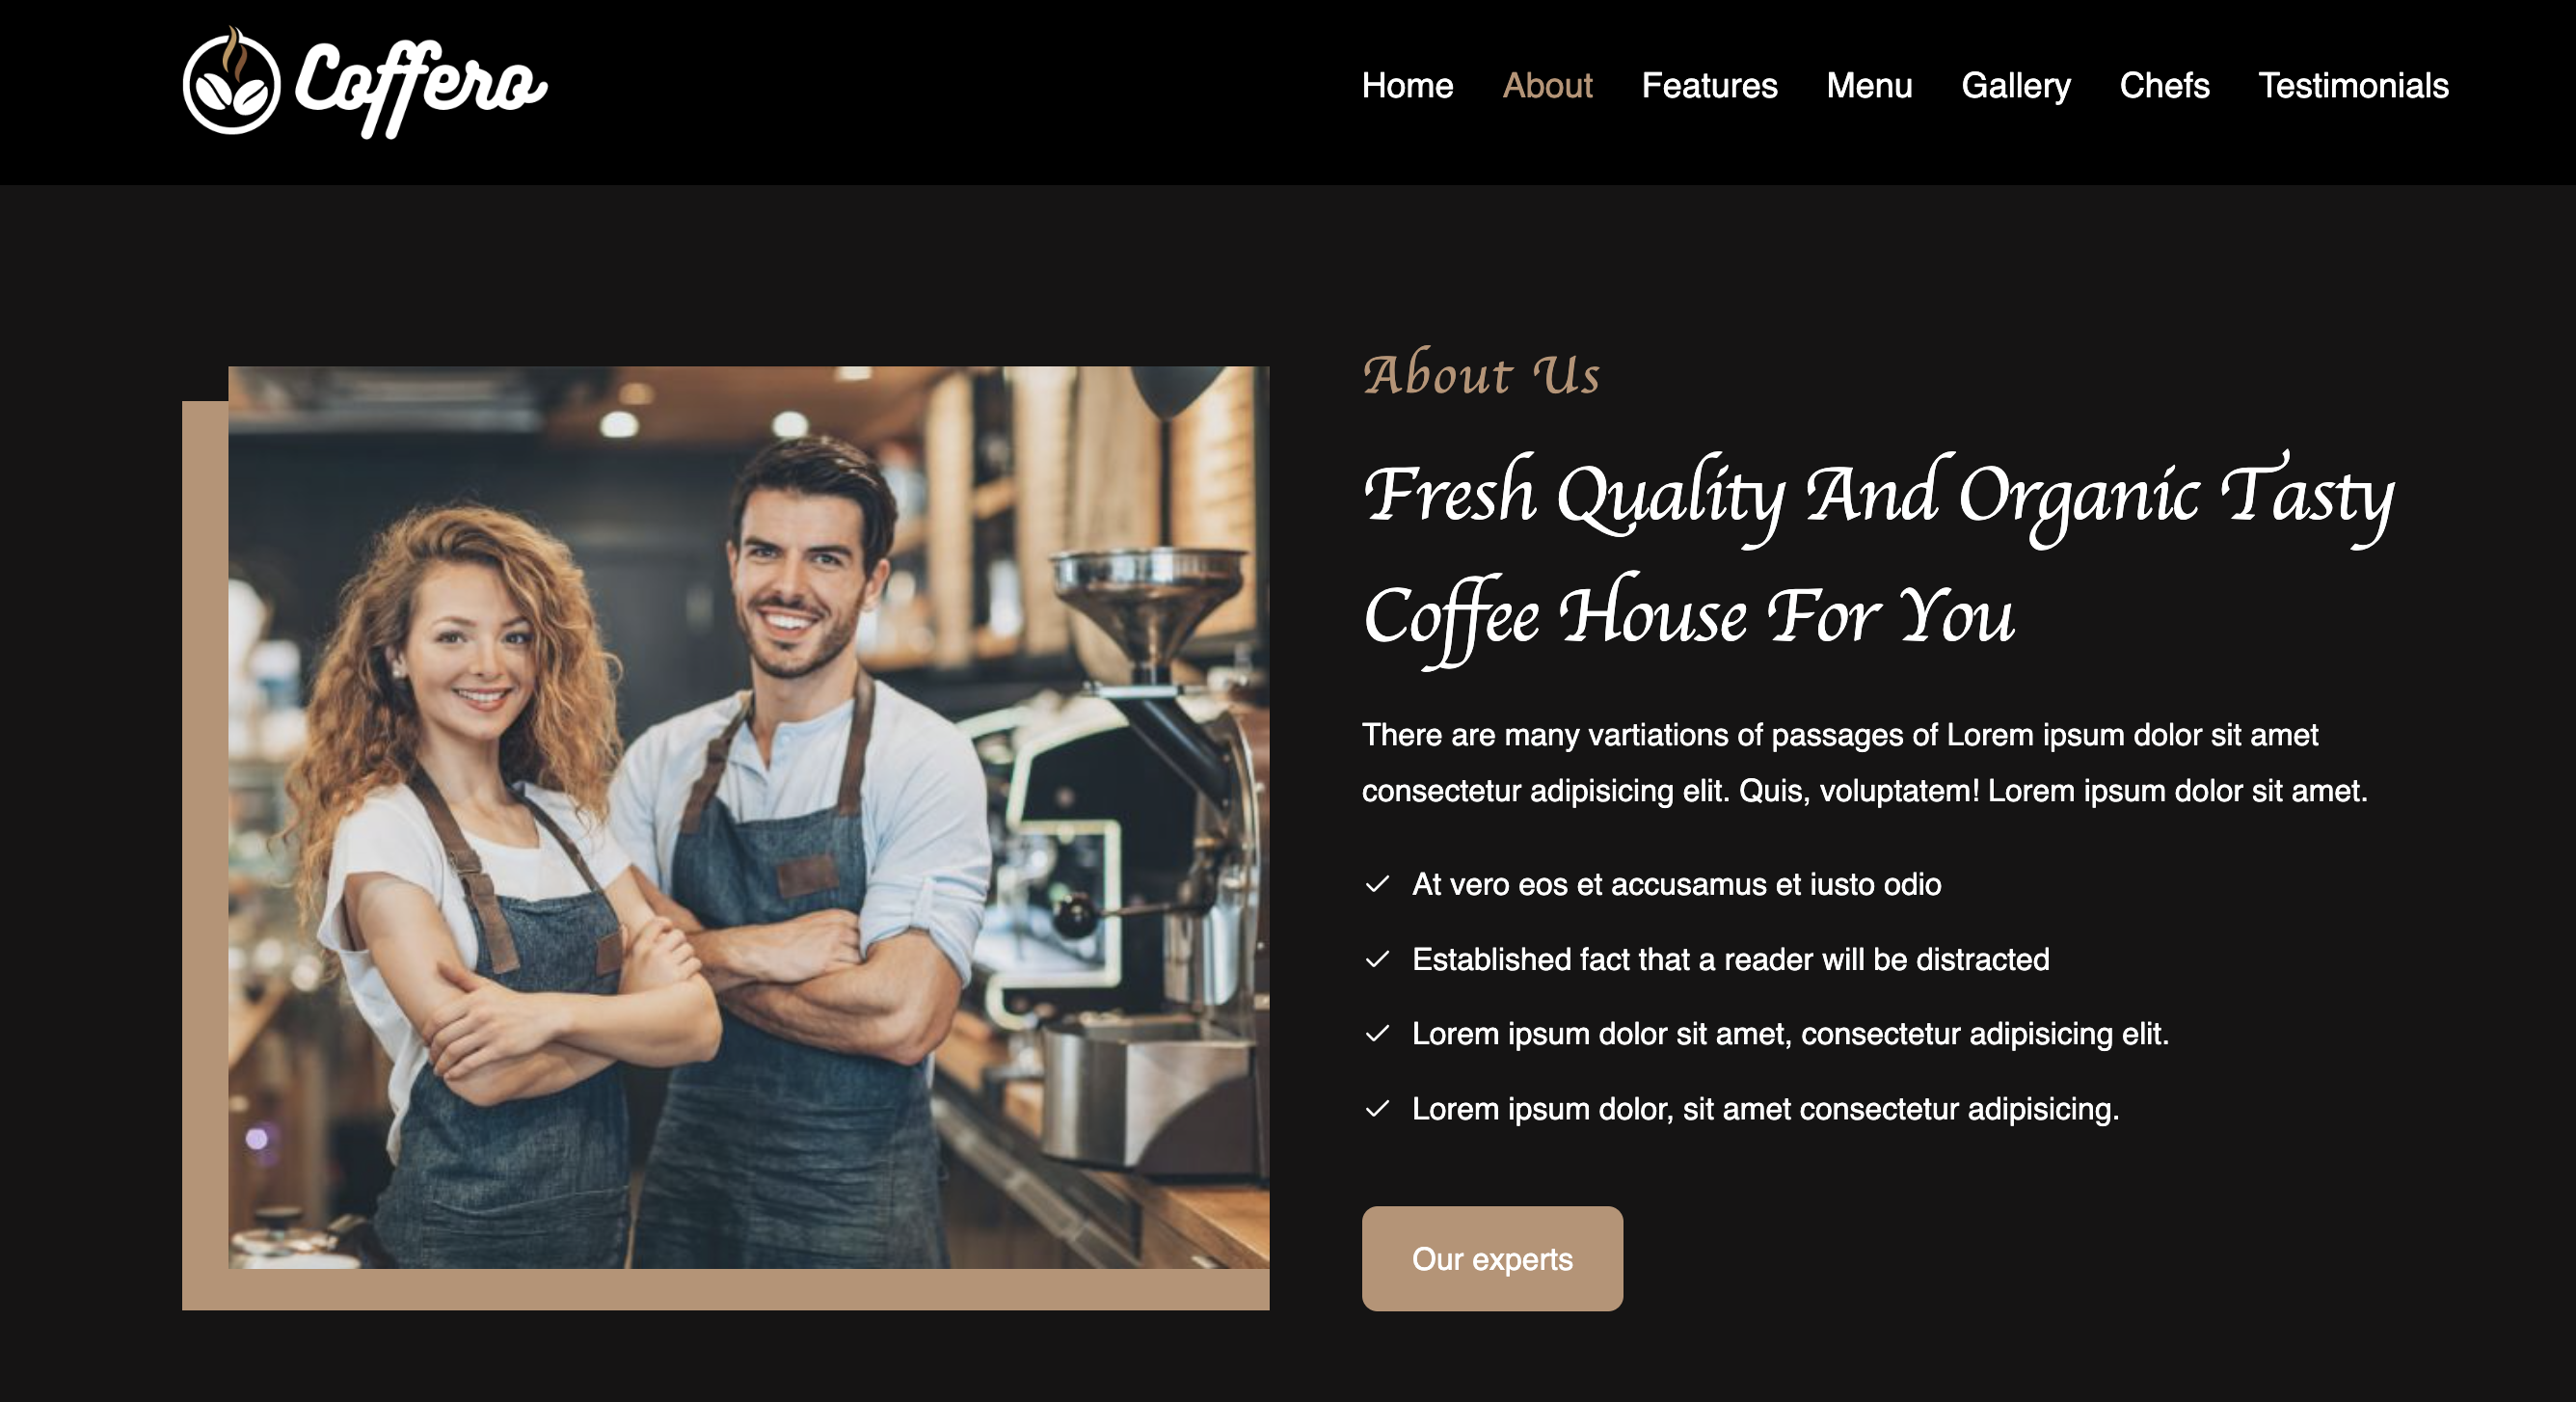 Coffero
Home About Features Menu Gallery Chefs Testimonials
About Us
Fresh Quality And Organic Tasty
Coffee House For You
There are many vartiations of passages of Lorem ipsum dolor sit amet
consectetur adipisicing elit. Quis, voluptatem! Lorem ipsum dolor sit amet.
At vero eos et accusamus et iusto odio
Established fact that a reader will be distracted
Lorem ipsum dolor sit amet, consectetur adipisicing elit.
Lorem ipsum dolor, sit amet consectetur adipisicing.
Our experts